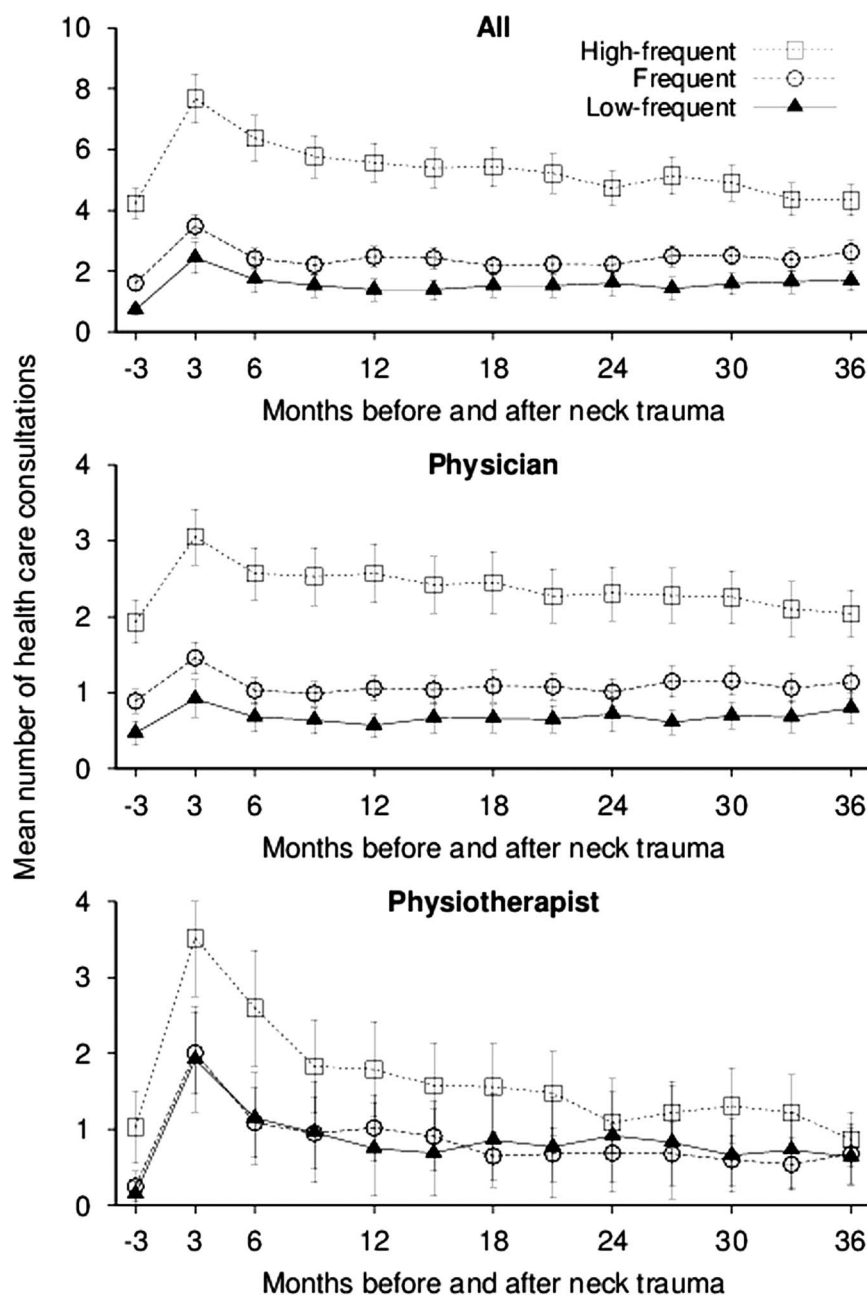 Mean number of health care consultations
All
High-frequent
Frequent
Low-frequent
10
8
6
4
2
0
-3 3 6 12 18 24 30 36
Months before and after neck trauma
Physician
4
3
2
1
0
-3 3 6 12 18 24 30 36
Months before and after neck trauma
Physiotherapist
4
3
2
1
0
-3 3 6 12 18 24 30 36
Months before and after neck trauma